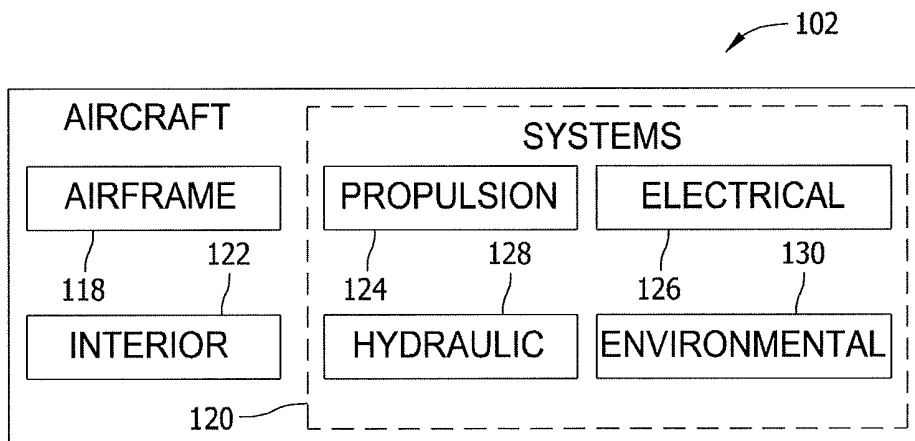 102
AIRCRAFT
SYSTEMS
AIRFRAME
PROPULSION
ELECTRICAL
118
122
124
128
126
130
INTERIOR
HYDRAULIC
ENVIRONMENTAL
120